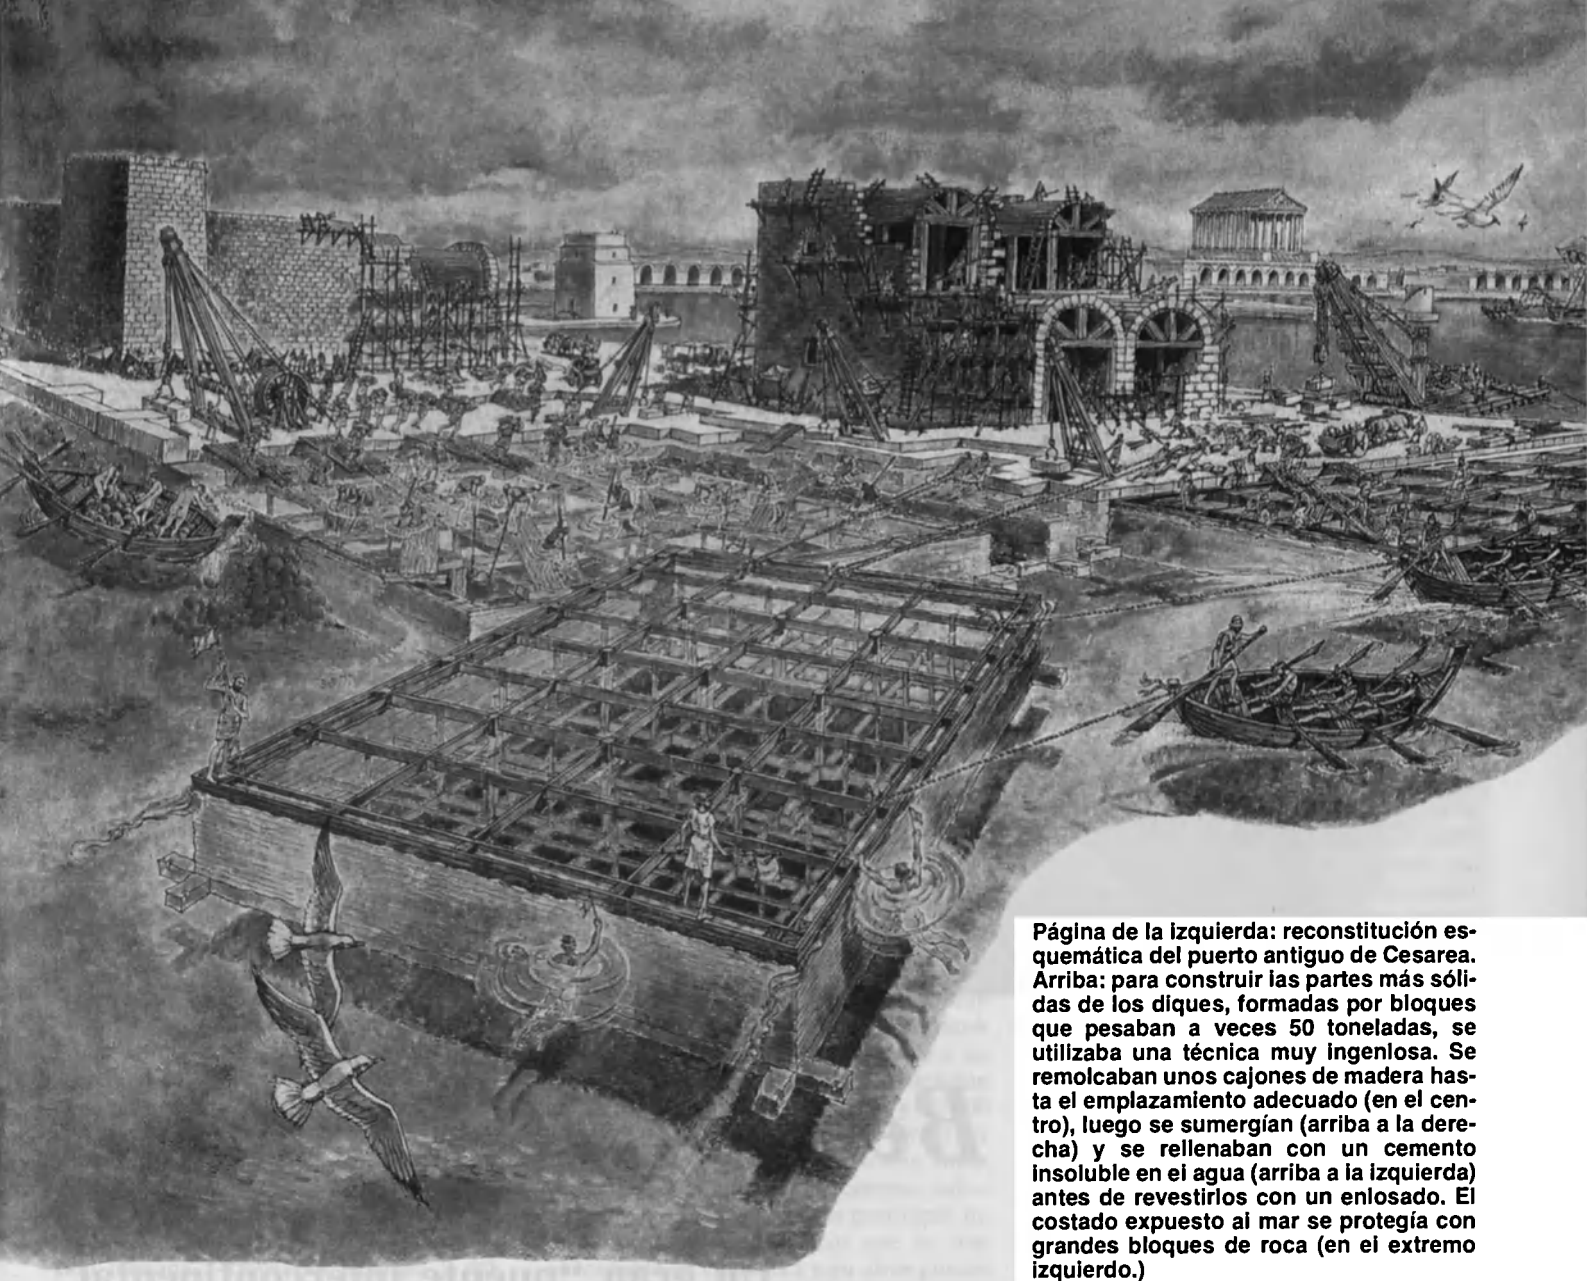 Página de la izquierda: reconstitución es-
quemática del puerto antiguo de Cesarea.
Arriba: para construir las partes más sóli-
das de los diques, formadas por bloques
que pesaban a veces 50 toneladas, se
utilizaba una técnica muy ingeniosa. Se
remolcaban unos cajones de madera has-
ta el emplazamiento adecuado (en el cen-
tro), luego se sumergían (arriba a la dere-
cha) y se rellenaban con un cemento
insoluble en el agua (arriba a la izquierda)
antes de revestirlos con un enlosado. El
costado expuesto al mar se protegía con
grandes bloques de roca (en el extremo
izquierdo.)